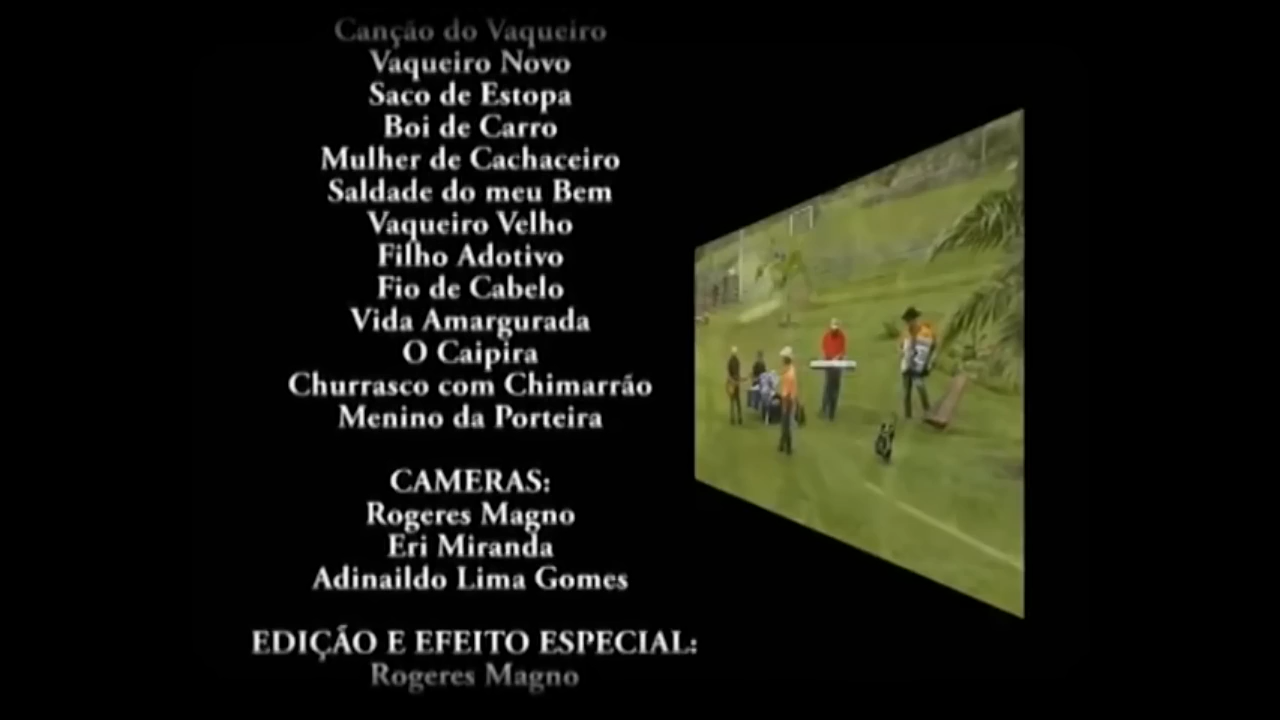 Canção do Vaqueiro
Vaqueiro Novo
Saco de Estopa
Boi de Carro
Mulher de Cachaceiro
Saldade do meu Bem
Vaqueiro Velho
Filho Adotivo
Fio de Cabelo
Vida Amargurada
O Caipira
Churrasco com Chimarrão
Menino da Porteira
CAMERAS:
Rogeres Magno
Eri Miranda
Adinaildo Lima Gomes
EDIÇÃO E EFEITO ESPECIAL:
Rogeres Magno